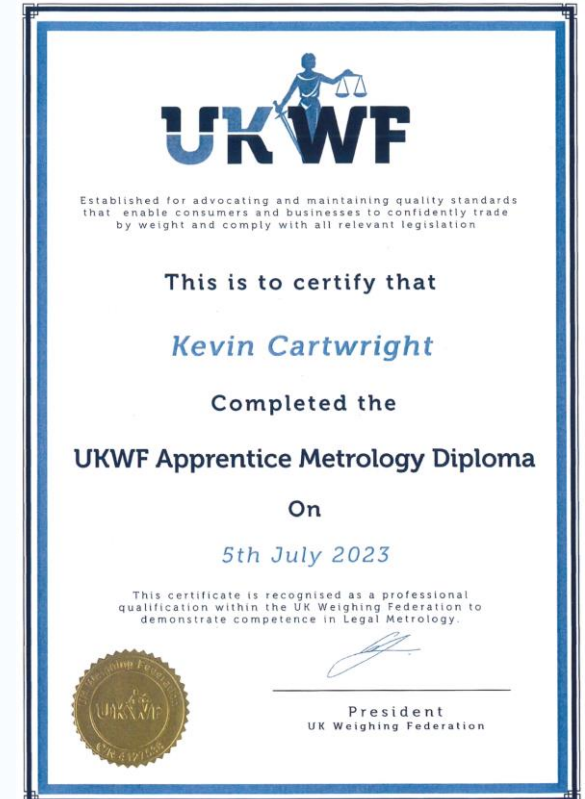 UKWF
Established for advocating and maintaining quality standards
that enable consumers and businesses to confidently trade
by weight and comply with all relevant legislation
This is to certify that
Kevin Cartwright
Completed the
UKWF Apprentice Metrology Diploma
On
5th July 2023
This certificate is recognised as a professional
qualification within the UK Weighing Federation to
demonstrate competence in Legal Metrology.
President
UK Weighing Federation
UKWF